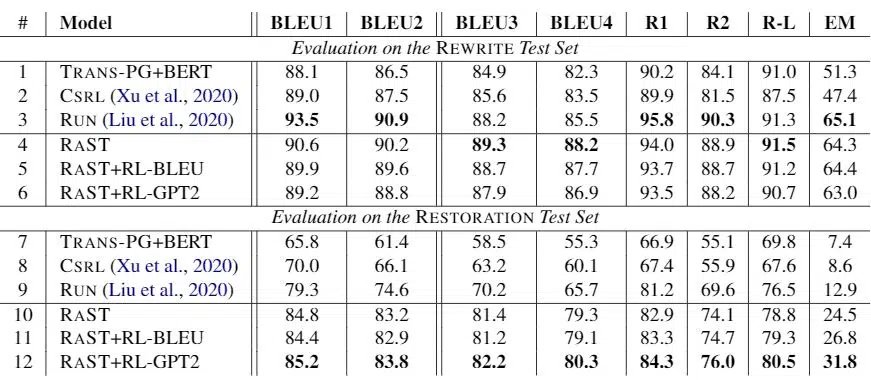 # Model BLEU1 BLEU2 BLEU3 BLEU4 R1 R2 R-L EM
Evaluation on the REWRITE Test Set
1 TRANS-PG+BERT 88.1 86.5 84.9 82.3 90.2 84.1 91.0 51.3
2 CSRL (Xu et al., 2020) 89.0 87.5 85.6 83.5 89.9 81.5 87.5 47.4
3 RUN (Liu et al., 2020) 93.5 90.9 88.2 85.5 95.8 90.3 91.3 65.1
4 RAST 90.6 90.2 89.3 88.2 94.0 88.9 91.5 64.3
5 RAST+RL-BLEU 89.9 89.6 88.7 87.7 93.7 88.7 91.2 64.4
6 RAST+RL-GPT2 89.2 88.8 87.9 86.9 93.5 88.2 90.7 63.0
Evaluation on the RESTORATION Test Set
7 TRANS-PG+BERT 65.8 61.4 58.5 55.3 66.9 55.1 69.8 7.4
8 CSRL (Xu et al., 2020) 70.0 66.1 63.2 60.1 67.4 55.9 67.6 8.6
9 RUN (Liu et al., 2020) 79.3 74.6 70.2 65.7 81.2 69.6 76.5 12.9
10 RAST 84.8 83.2 81.4 79.3 82.9 74.1 78.8 24.5
11 RAST+RL-BLEU 84.4 82.9 81.2 79.1 83.3 74.7 79.3 26.8
12 RAST+RL-GPT2 85.2 83.8 82.2 80.3 84.3 76.0 80.5 31.8